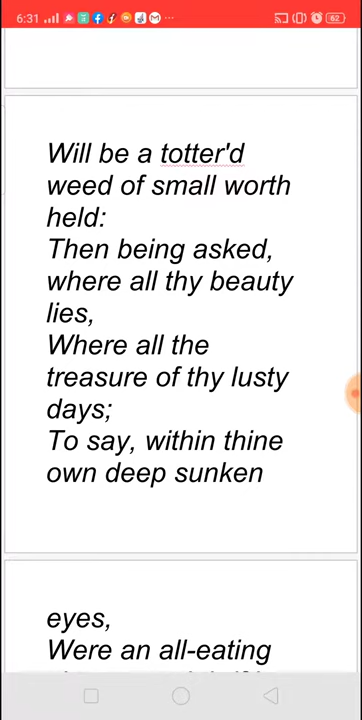 6:31
62
Will be a totter'd
weed of small worth
held:
Then being asked,
where all thy beauty
lies,
Where all the
treasure of thy lusty
days;
To say, within thine
own deep sunken
eyes,
Were an all-eating